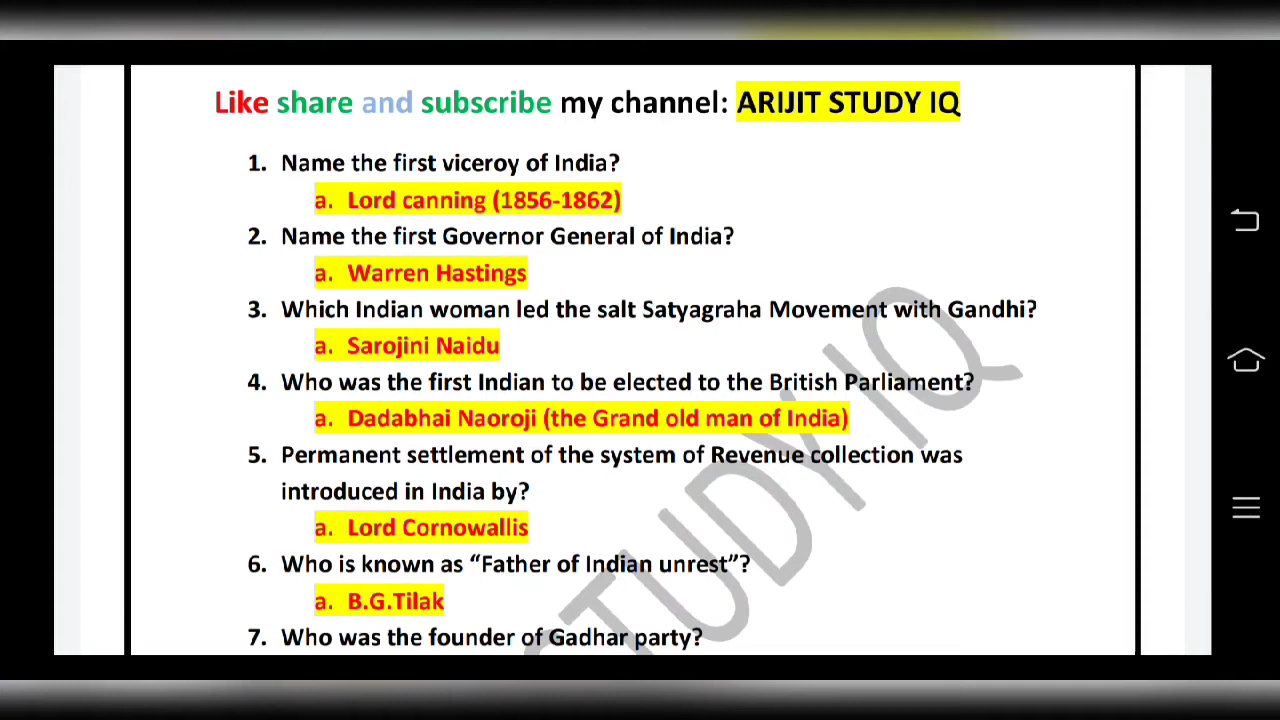 Like share and subscribe my channel: ARIJIT STUDY IQ
1. Name the first viceroy of India?
a. Lord canning (1856-1862)
2. Name the first Governor General of India?
a. Warren Hastings
3. Which Indian woman led the salt Satyagraha Movement with Gandhi?
a. Sarojini Naidu
4. Who was the first Indian to be elected to the British Parliament?
a. Dadabhai Naoroji (the Grand old man of India)
5. Permanent settlement of the system of Revenue collection was
introduced in India by?
a. Lord Cornowallis
6. Who is known as “Father of Indian unrest”?
a. B.G.Tilak
7. Who was the founder of Gadhar party?
STUDY IQ